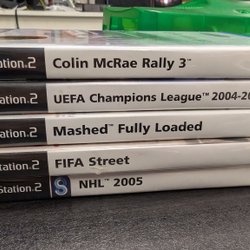 Station.2 Colin McRae Rally 3™
Station.2 UEFA Champions League™ 2004-20
Station.2 Mashed™ Fully Loaded
Station.2 FIFA Street
Station.2 NHL™ 2005